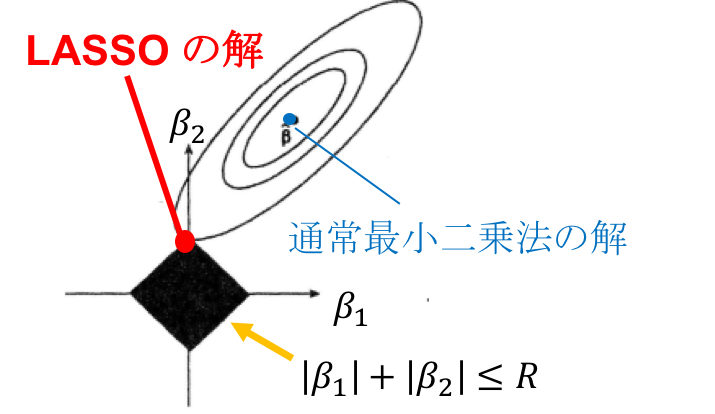 LASSO の解
β₂
β̂
通常最小二乗法の解
β₁
|β₁| + |β₂| ≤ R